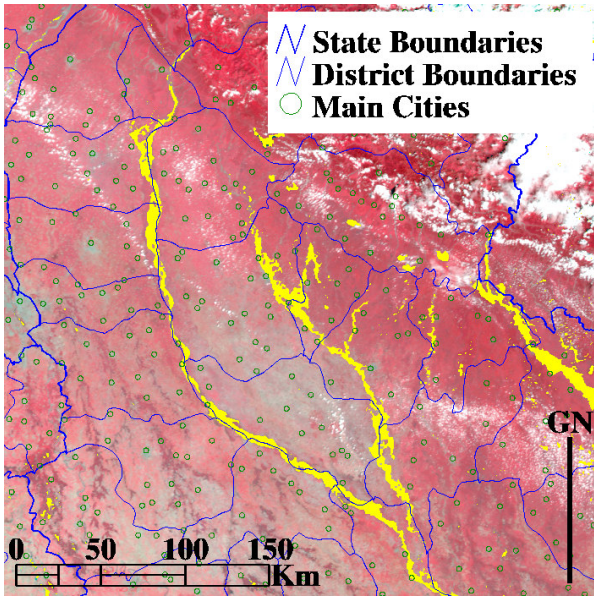 State Boundaries
District Boundaries
Main Cities
GN
0 50 100 150
Km